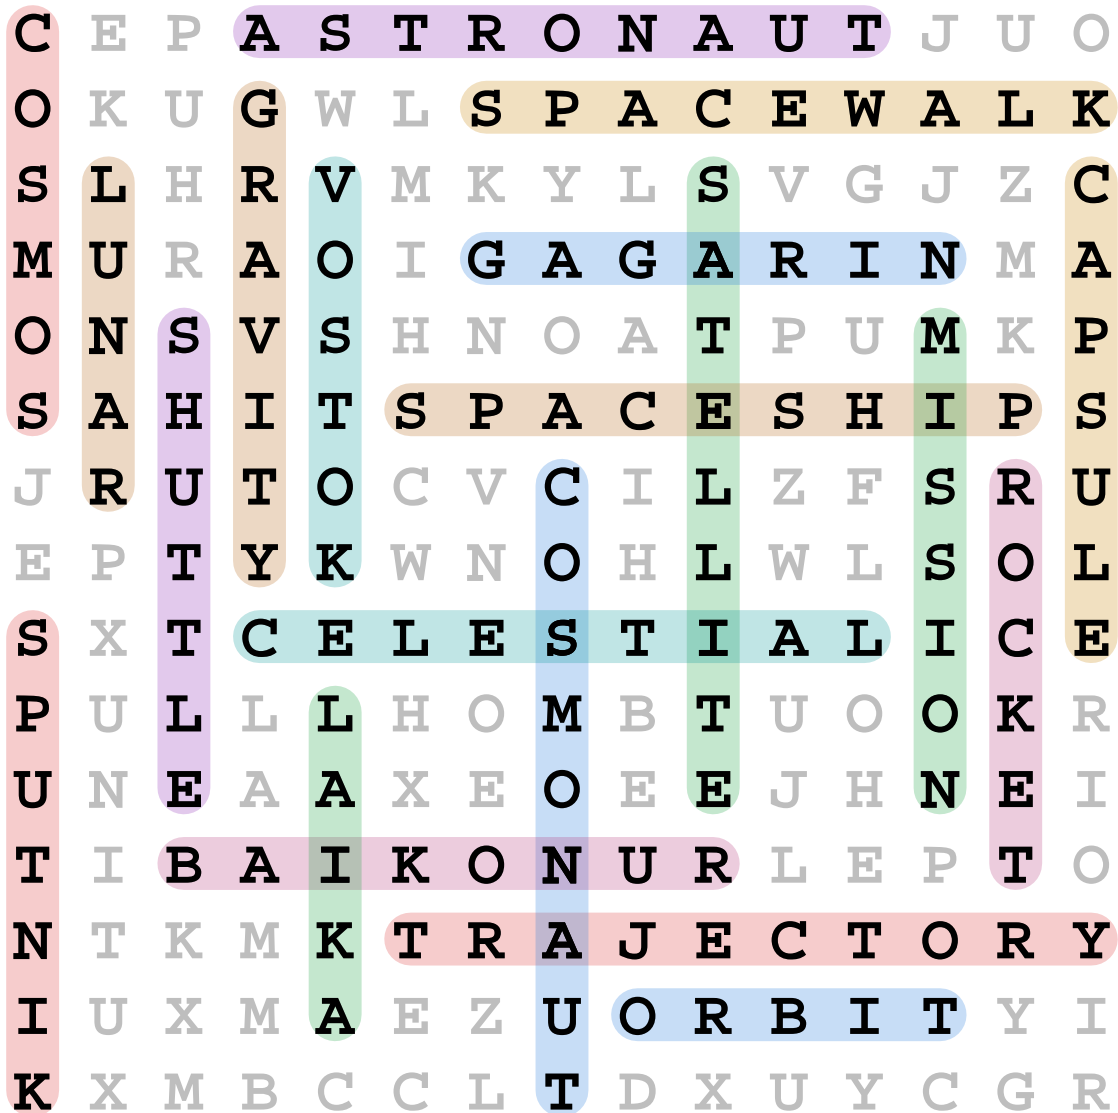 C E P A S T R O N A U T J U O
O K U G W L S P A C E W A L K
S L H R V M K Y L S V G J Z C
M U R A O I G A G A R I N M A
O N S V S H N O A T P U M K P
S A H I T S P A C E S H I P S
J R U T O C V C I L Z F S R U
E P T Y K W N O H L W L S O L
S X T C E L E S T I A L I C E
P U L L L H O M B T U O O K R
U N E A A X E O E E J H N E I
T I B A I K O N U R L E P T O
N T K M K T R A J E C T O R Y
I U X M A E Z U O R B I T Y I
K X M B C C L T D X U Y C G R